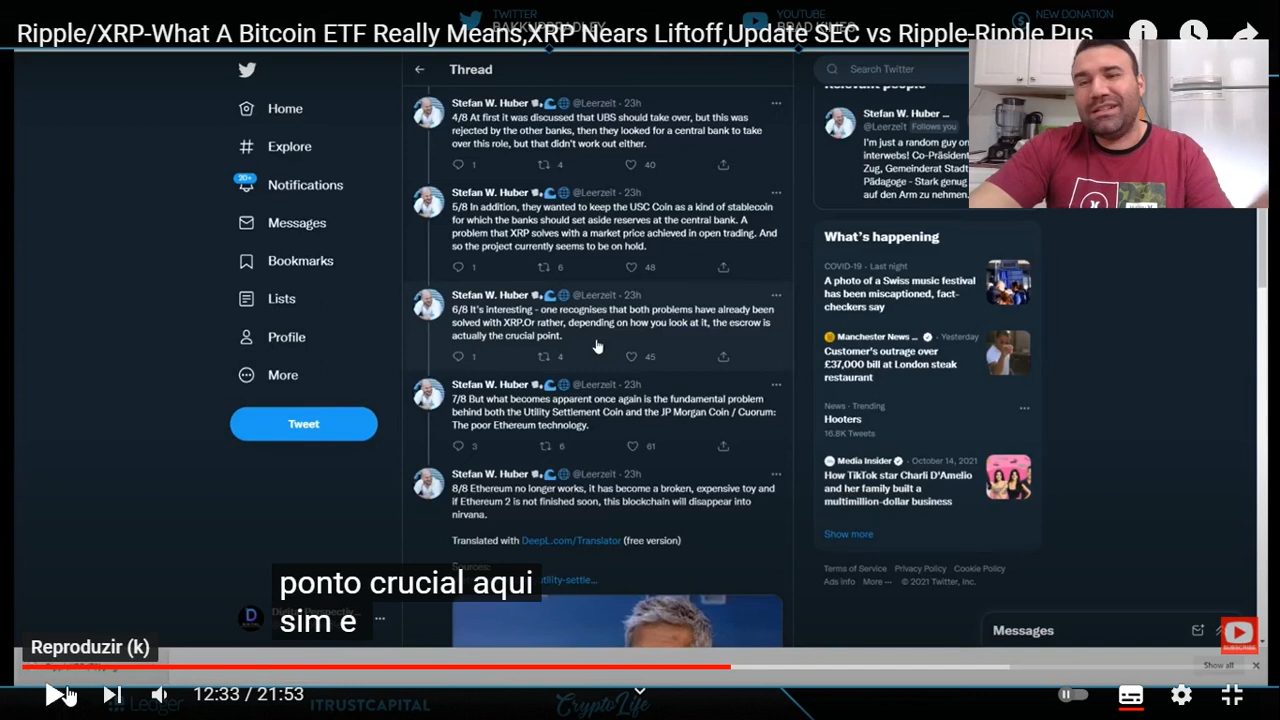 TWITTER
YOUTUBE
NEW DONATION
BAKKUPBRADLEY
BRAD KIMES
Ripple/XRP-What A Bitcoin ETF Really Means,XRP Nears Liftoff,Update SEC vs Ripple-Ripple Pus
Thread
Search Twitter
Home
Explore
20+
Notifications
Messages
Bookmarks
Lists
Profile
More
Tweet
Stefan W. Huber @Leerzeit · 23h
4/8 At first it was discussed that UBS should take over, but this was
rejected by the other banks, then they looked for a central bank to take
over this role, but that didn't work out either.
1 4 40
Stefan W. Huber @Leerzeit · 23h
5/8 In addition, they wanted to keep the USC Coin as a kind of stablecoin
for which the banks should set aside reserves at the central bank. A
problem that XRP solves with a market price achieved in open trading. And
so the project currently seems to be on hold.
1 6 48
Stefan W. Huber @Leerzeit · 23h
6/8 It's interesting - one recognises that both problems have already been
solved with XRP.Or rather, depending on how you look at it, the escrow is
actually the crucial point.
1 4 45
Stefan W. Huber @Leerzeit · 23h
7/8 But what becomes apparent once again is the fundamental problem
behind both the Utility Settlement Coin and the JP Morgan Coin / Cuorum:
The poor Ethereum technology.
3 6 61
Stefan W. Huber @Leerzeit · 23h
8/8 Ethereum no longer works, it has become a broken, expensive toy and
if Ethereum 2 is not finished soon, this blockchain will disappear into
nirvana.
Translated with DeepL.com/Translator (free version)
Sources:
utility-settle...
Relevant people
Stefan W. Huber ...
@Leerzeit Follows you
I'm just a random guy on
interwebs! Co-Präsident
Zug, Gemeinderat Stadt
Pädagoge - Stark genug
auf den Arm zu nehmen.
What's happening
COVID-19 · Last night
A photo of a Swiss music festival
has been miscaptioned, fact-
checkers say
Manchester News ... · Yesterday
Customer's outrage over
£37,000 bill at London steak
restaurant
News · Trending
Hooters
16.8K Tweets
Media Insider · October 14, 2021
How TikTok star Charli D'Amelio
and her family built a
multimillion-dollar business
Show more
Terms of Service Privacy Policy Cookie Policy
Ads info More ··· © 2021 Twitter, Inc.
Messages
SUBSCRIBE
Show all
ponto crucial aqui
sim e
Digital Perspectiv...
Reproduzir (k)
12:33 / 21:53
LEDGER
ITRUSTCAPITAL
CRYPTOLIFE